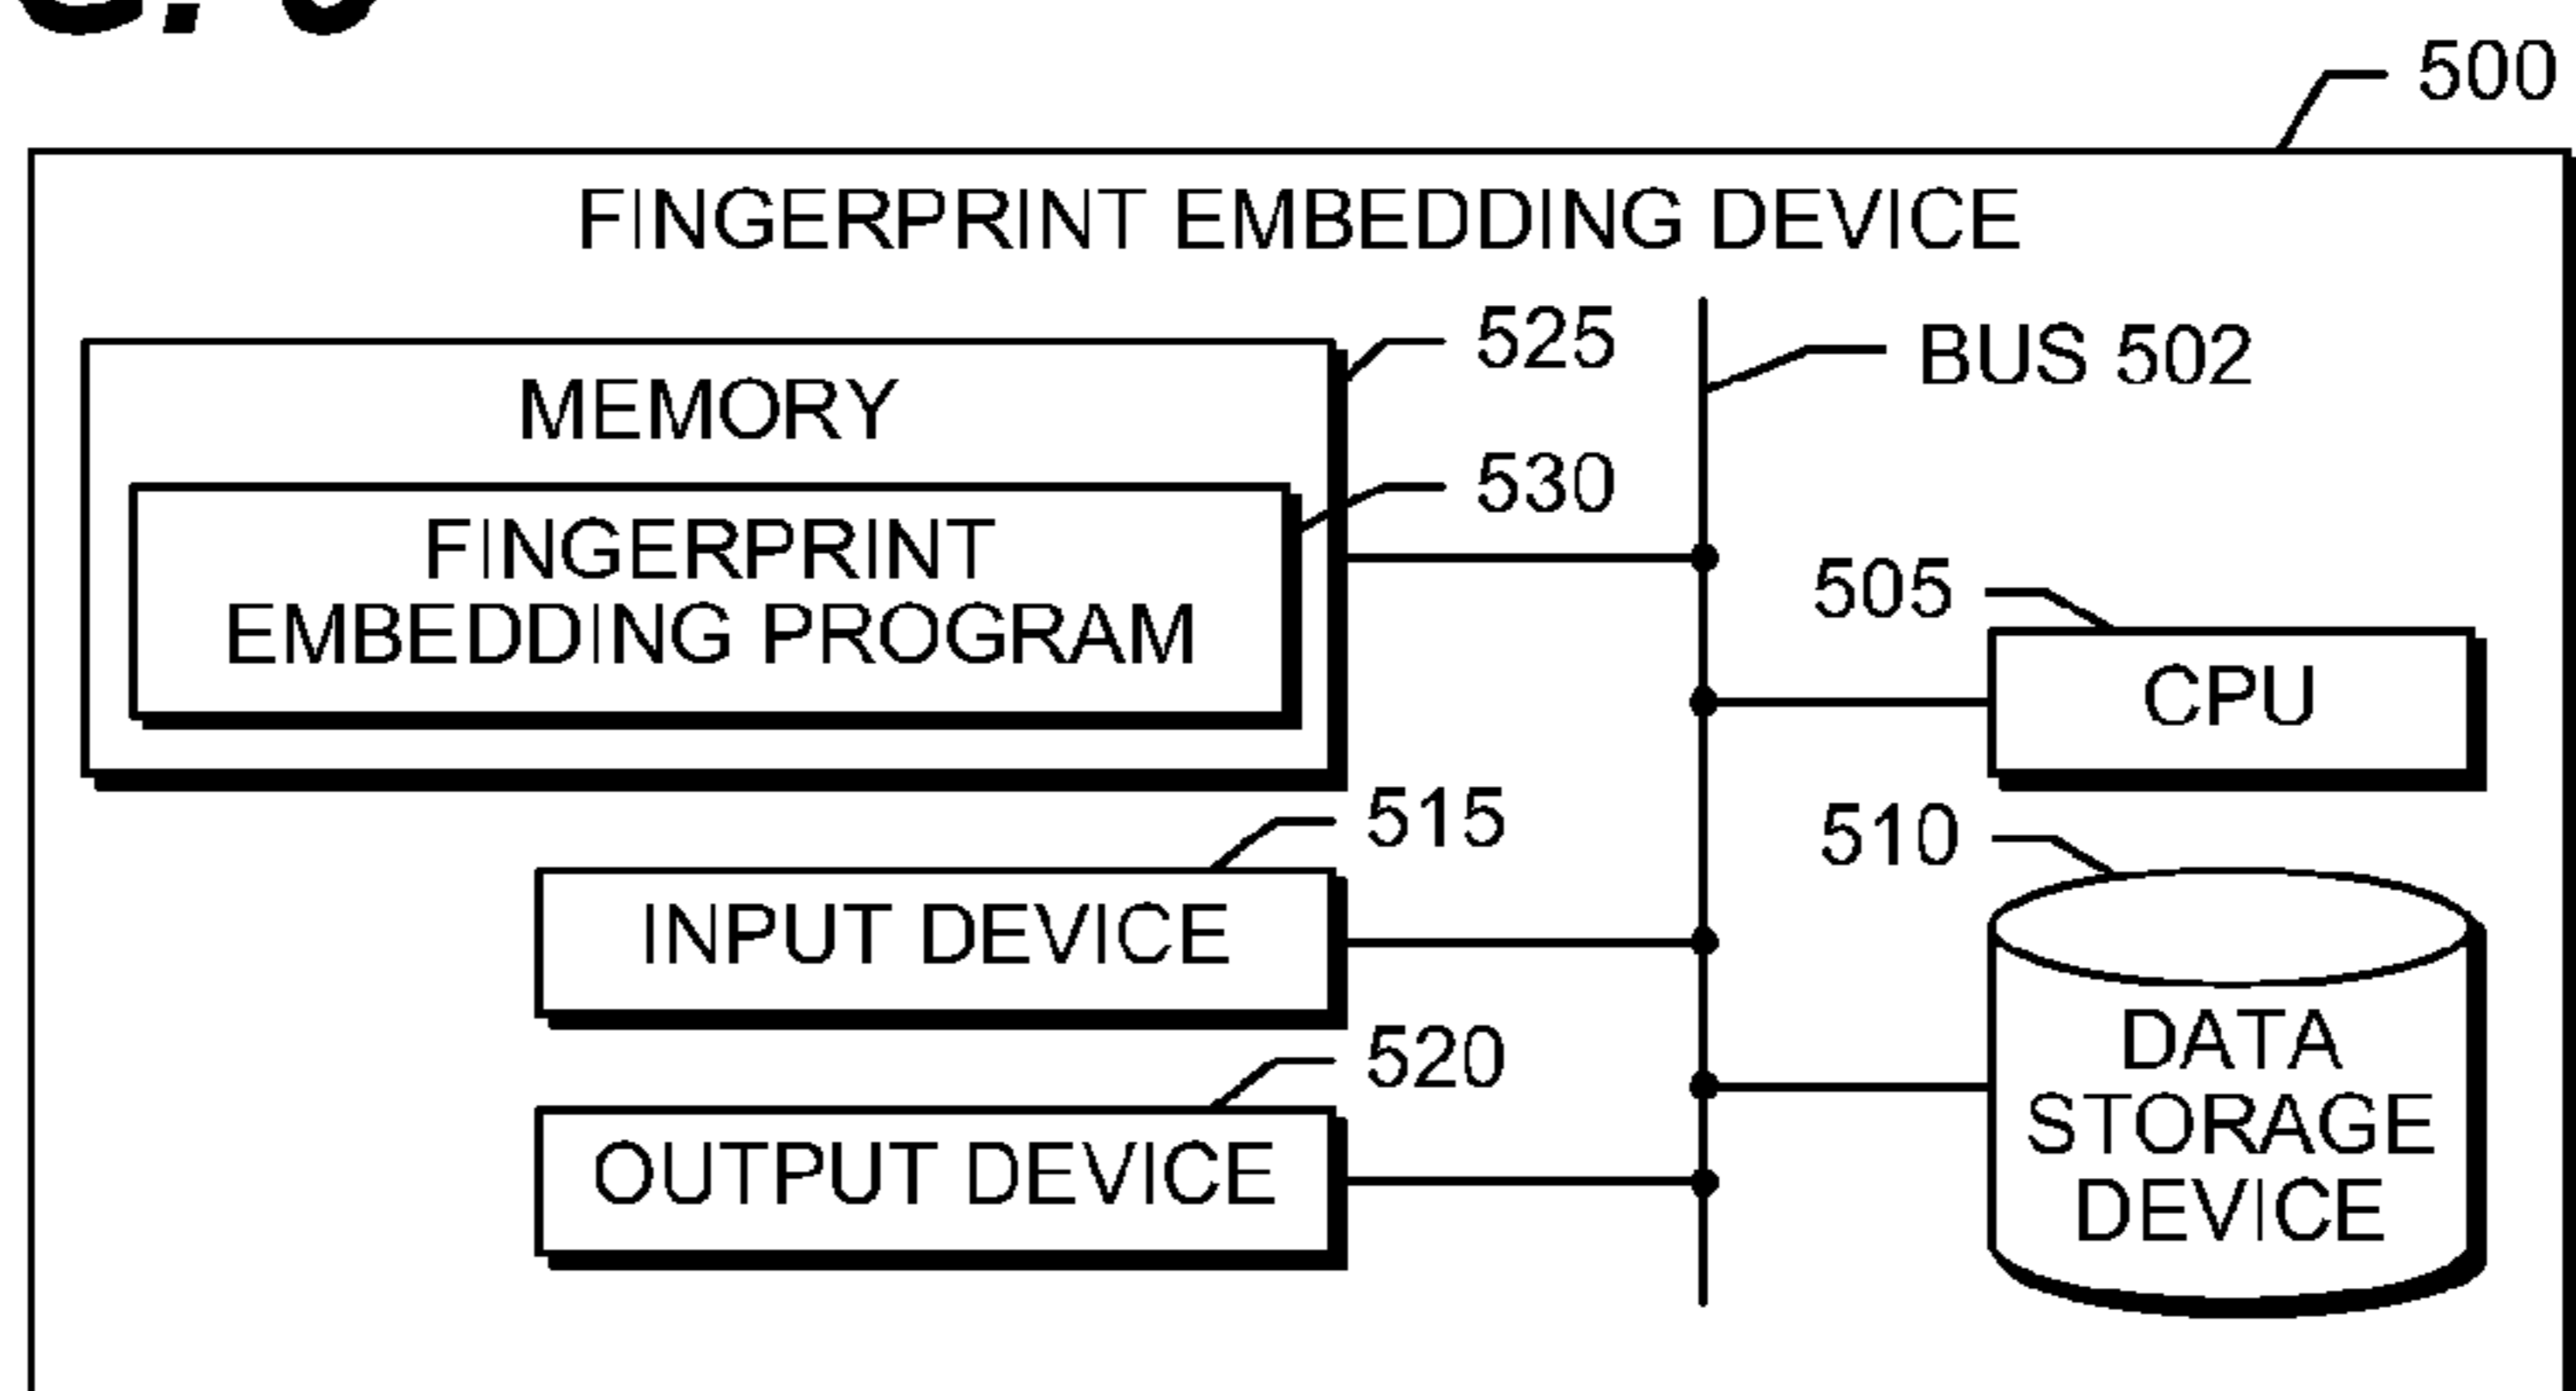 500
FINGERPRINT EMBEDDING DEVICE
525
BUS 502
MEMORY
530
FINGERPRINT
EMBEDDING PROGRAM
505
CPU
515
510
INPUT DEVICE
520
DATA
STORAGE
DEVICE
OUTPUT DEVICE